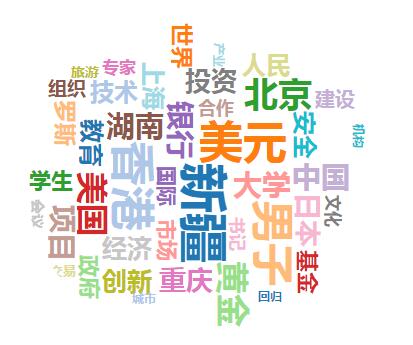 世界
产业
人民
旅游
专家
上海
投资
组织
技术
合作
北京
建设
罗斯
教育
湖南
银行
美元
安全
机构
学生
美国
香港
国际
新疆
大学
中国
会议
项目
经济
市场
书记
男子
日本
文化
交易
政府
创新
重庆
黄金
基金
城市
回归